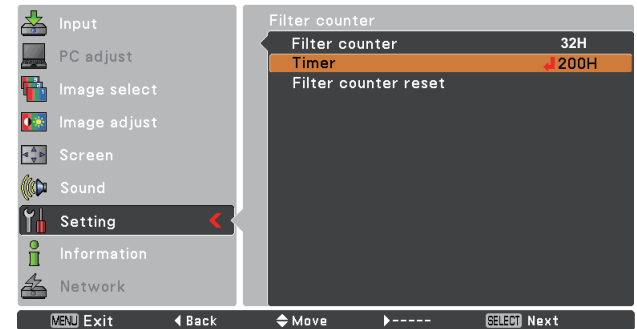 Input
PC adjust
Image select
Image adjust
Screen
Sound
Setting
Information
Network
Filter counter
Filter counter 32H
Timer 200H
Filter counter reset
MENU Exit Back Move ----- SELECT Next